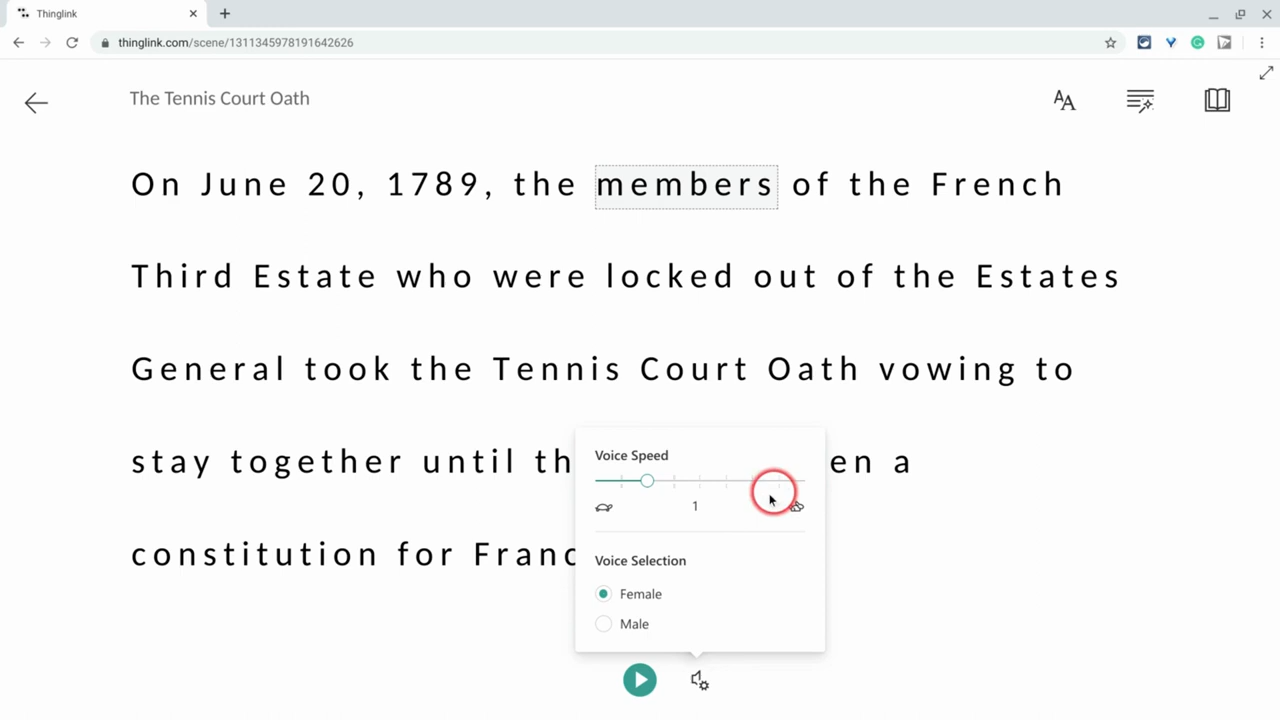 Thinglink
thinglink.com/scene/1311345978191642626
The Tennis Court Oath
AA
On June 20, 1789, the members of the French
Third Estate who were locked out of the Estates
General took the Tennis Court Oath vowing to
stay together until th en a
constitution for Franc
Voice Speed
1
Voice Selection
Female
Male